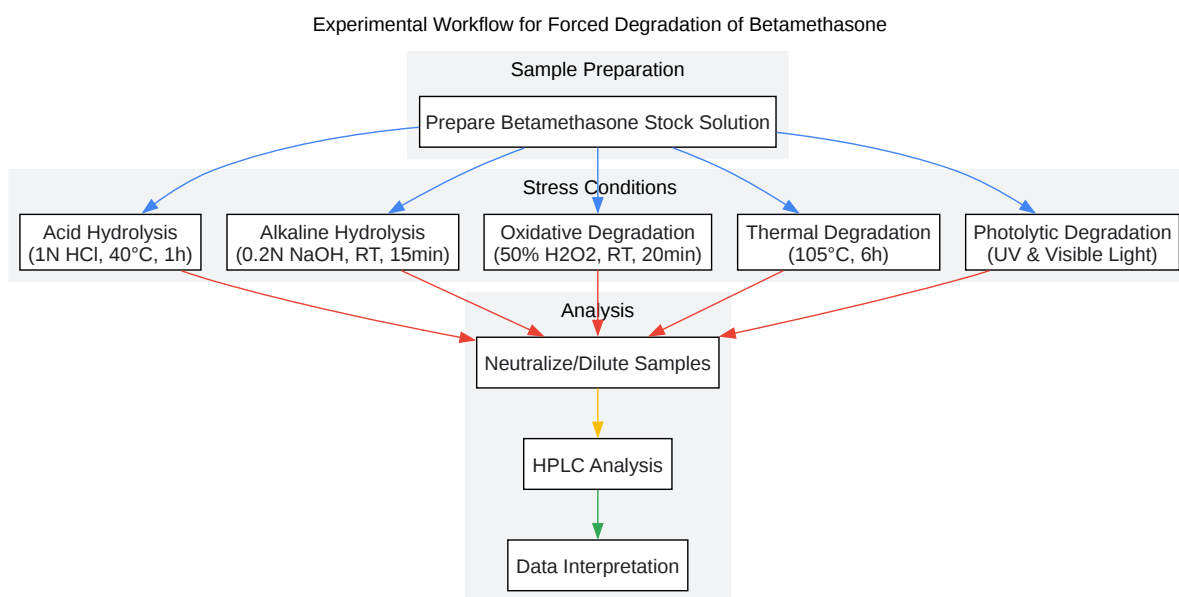 Experimental Workflow for Forced Degradation of Betamethasone
Sample Preparation
Prepare Betamethasone Stock Solution
Stress Conditions
Acid Hydrolysis
(1N HCl, 40°C, 1h)
Alkaline Hydrolysis
(0.2N NaOH, RT, 15min)
Oxidative Degradation
(50% H2O2, RT, 20min)
Thermal Degradation
(105°C, 6h)
Photolytic Degradation
(UV & Visible Light)
Analysis
Neutralize/Dilute Samples
HPLC Analysis
Data Interpretation